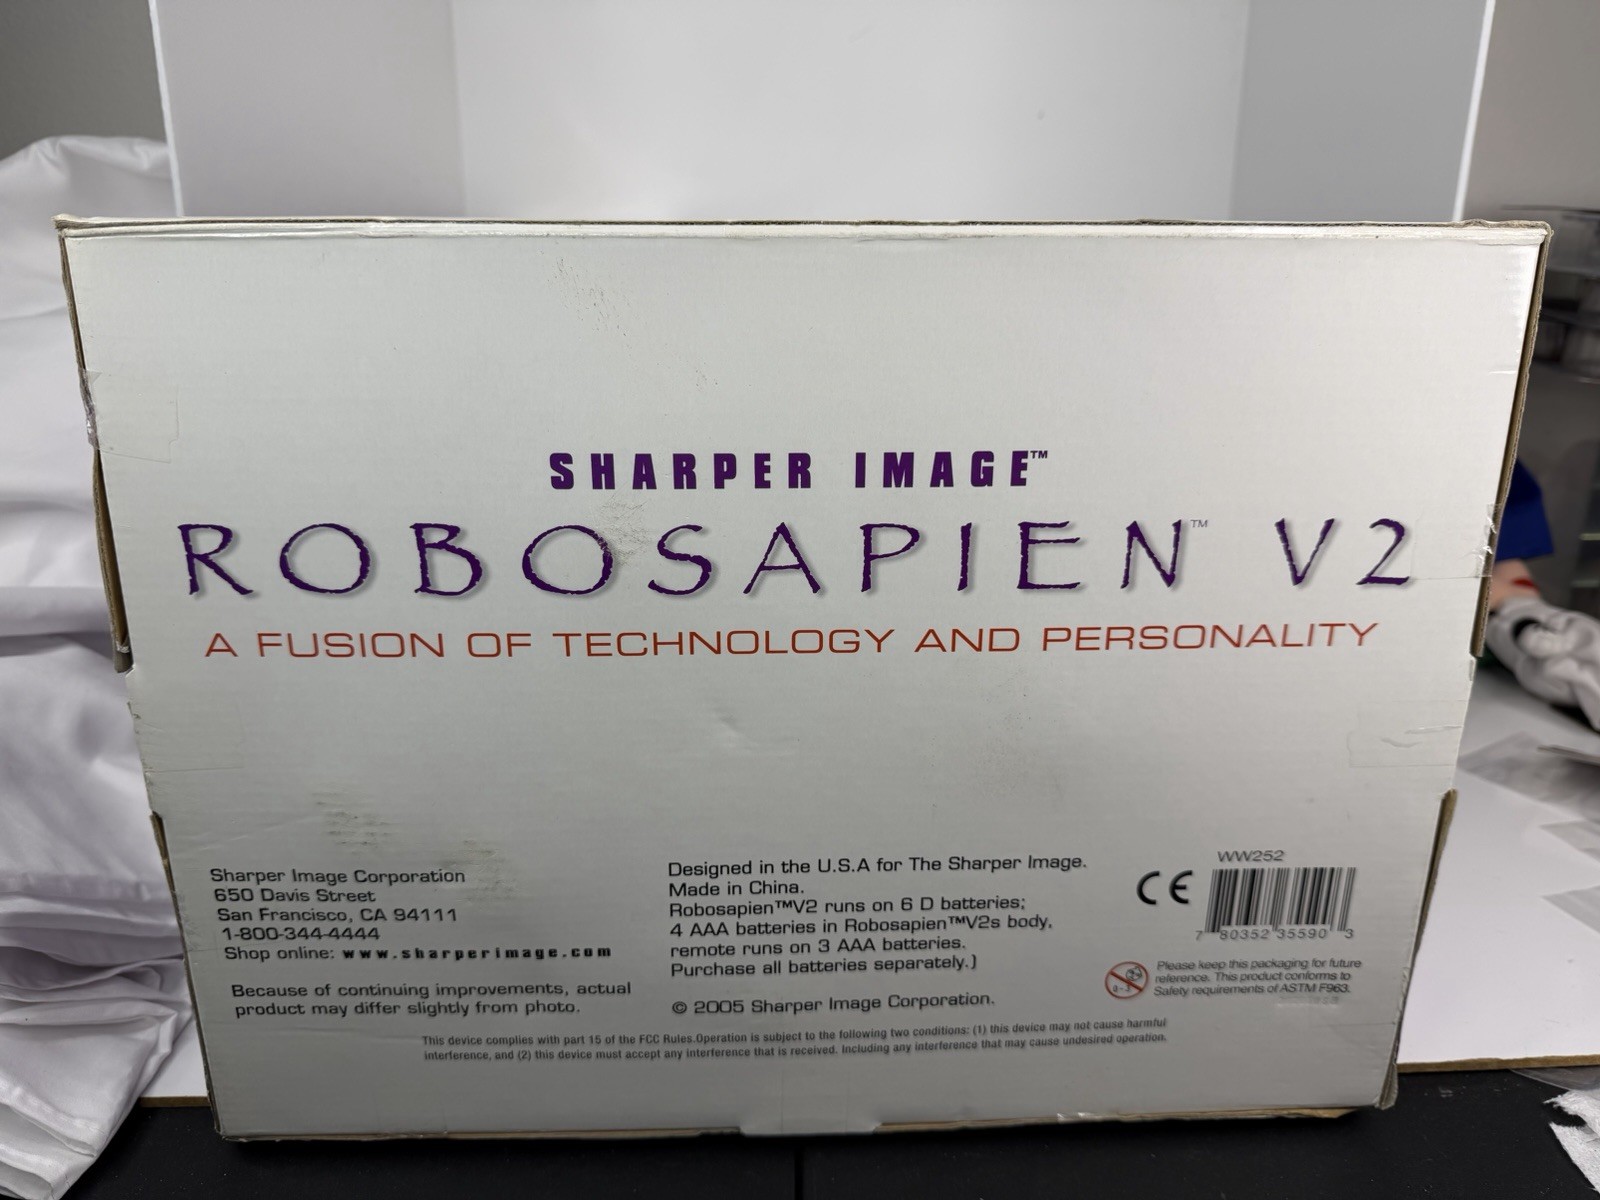 SHARPER IMAGE™
ROBOSAPIEN™ V2
A FUSION OF TECHNOLOGY AND PERSONALITY
Sharper Image Corporation
650 Davis Street
San Francisco, CA 94111
1-800-344-4444
Shop online: www.sharperimage.com
Because of continuing improvements, actual
product may differ slightly from photo.
Designed in the U.S.A for The Sharper Image.
Made in China.
Robosapien™V2 runs on 6 D batteries;
4 AAA batteries in Robosapien™V2s body,
remote runs on 3 AAA batteries.
Purchase all batteries separately.)
© 2005 Sharper Image Corporation.
CE
WW252
7 80352 35590 3
0-3
Please keep this packaging for future
reference. This product conforms to
Safety requirements of ASTM F963.
This device complies with part 15 of the FCC Rules.Operation is subject to the following two conditions: (1) this device may not cause harmful
interference, and (2) this device must accept any interference that is received. Including any interference that may cause undesired operation.